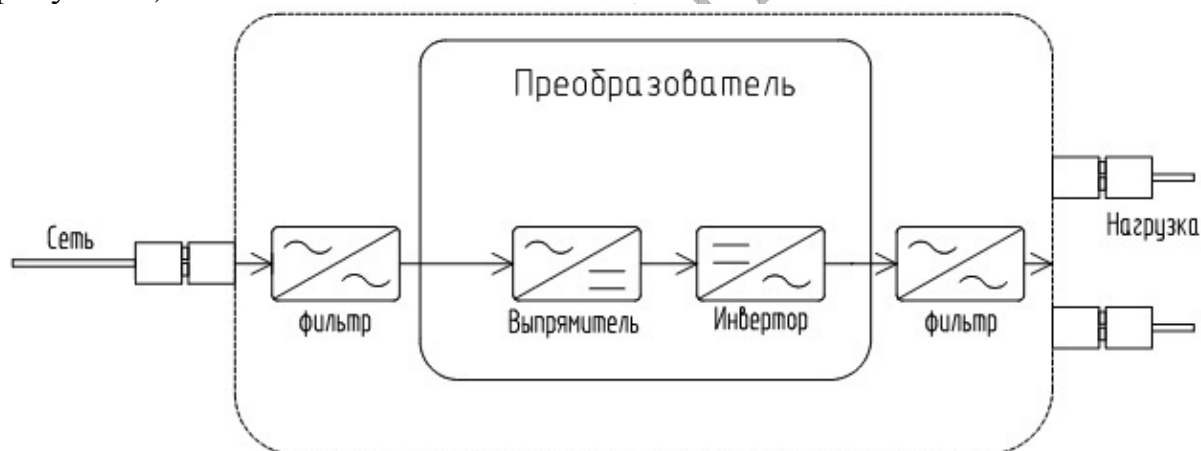 Преобразователь
Сеть
Нагрузка
фильтр
Выпрямитель
Инвертор
фильтр